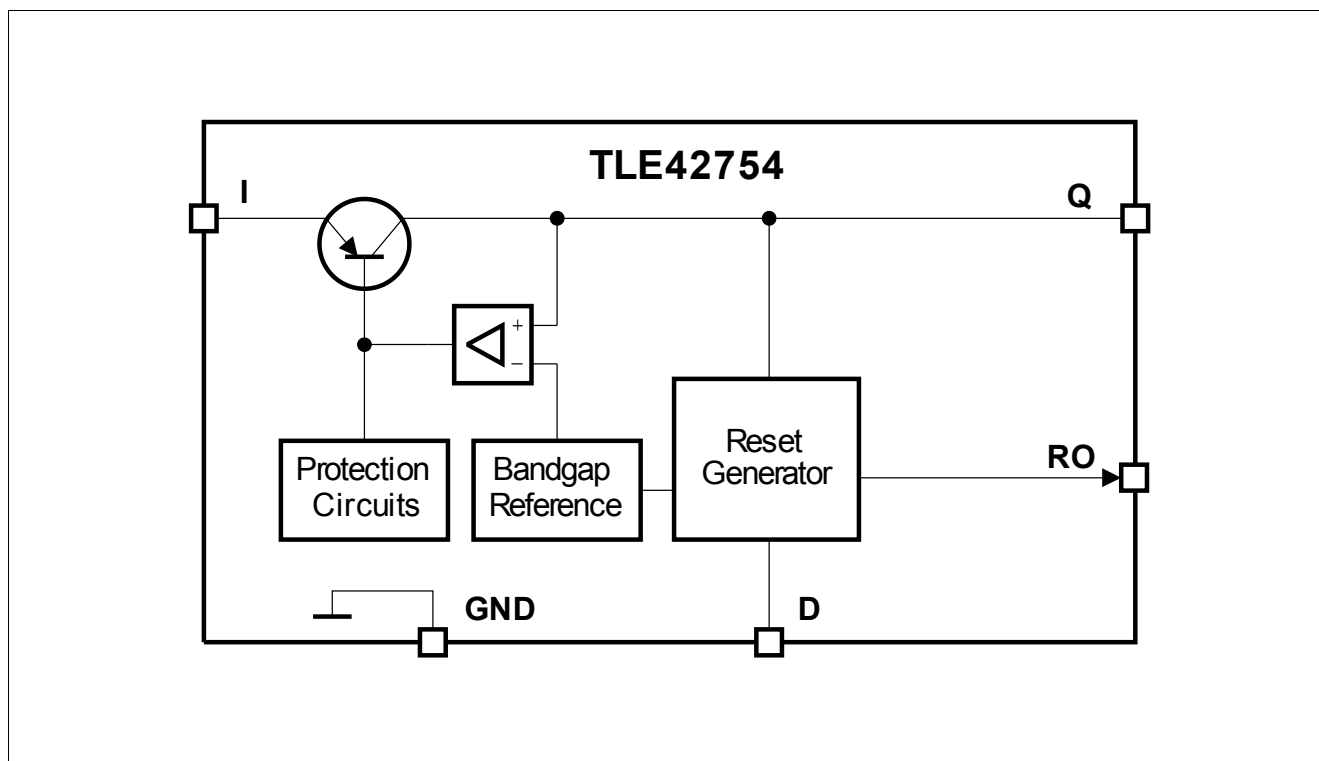 TLE42754
I
Q
+
–
Reset
Generator
RO
Protection
Circuits
Bandgap
Reference
GND
D